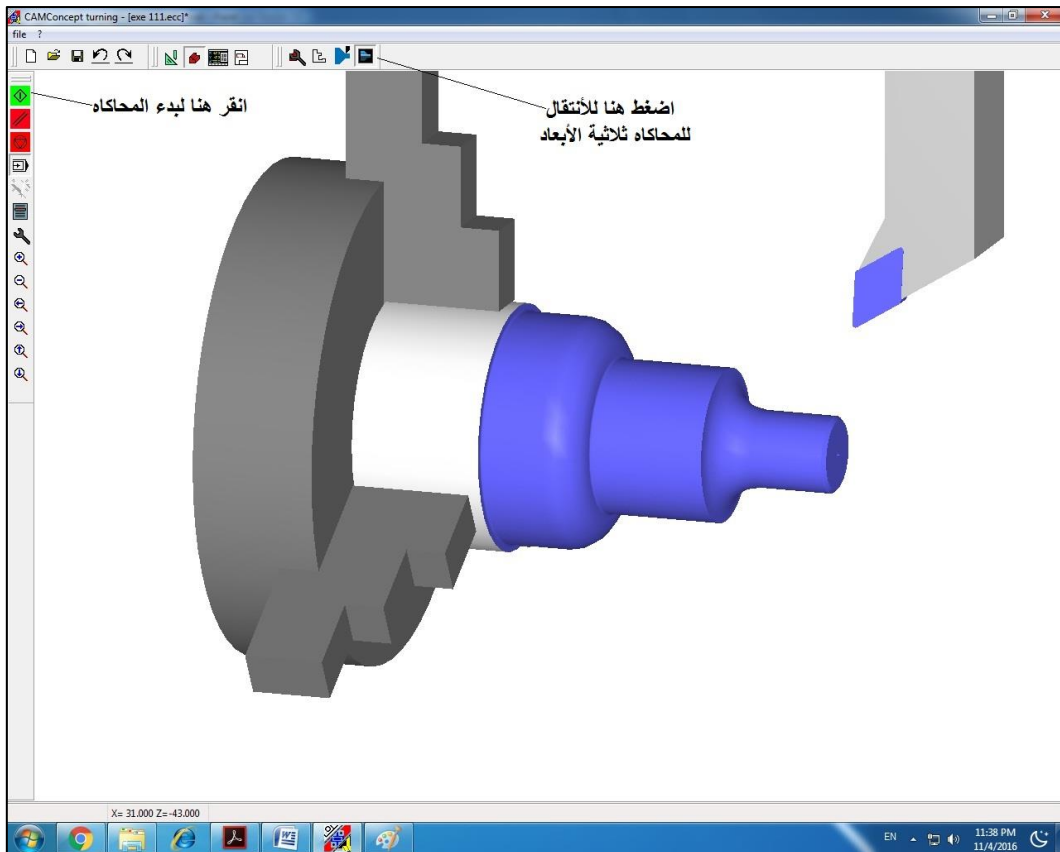 CAMConcept turning - [exe 111.ecc]*
file ?
انقر هنا لبدء المحاكاه
اضغط هنا للأنتقال
للمحاكاه ثلاثية الأبعاد
X= 31.000 Z=-43.000
EN
11:38 PM
11/4/2016